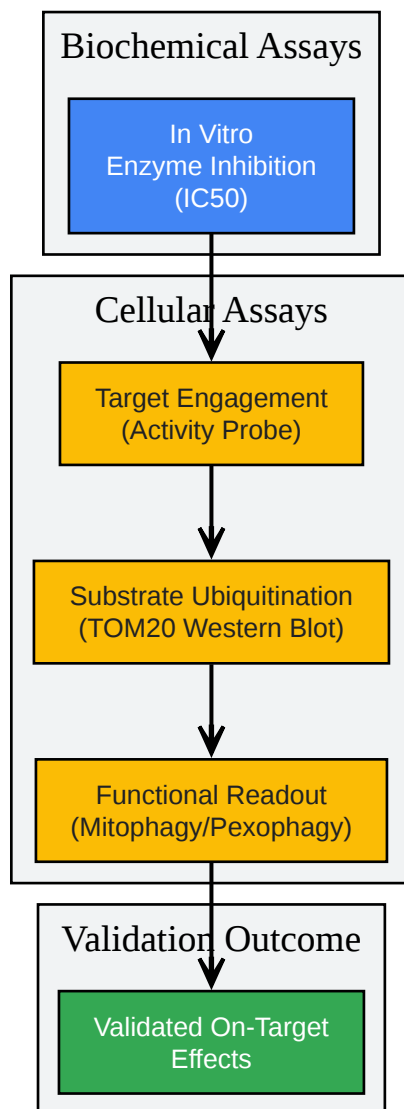 Biochemical Assays
In Vitro
Enzyme Inhibition
(IC50)
Cellular Assays
Target Engagement
(Activity Probe)
Substrate Ubiquitination
(TOM20 Western Blot)
Functional Readout
(Mitophagy/Pexophagy)
Validation Outcome
Validated On-Target
Effects